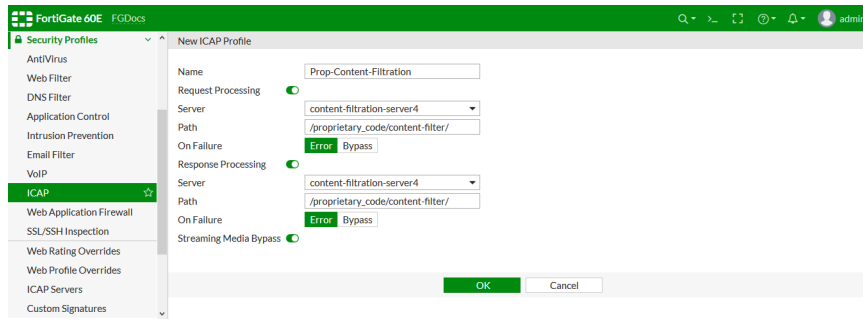 FortiGate 60E FGDocs
admin
Security Profiles
AntiVirus
Web Filter
DNS Filter
Application Control
Intrusion Prevention
Email Filter
VoIP
ICAP
Web Application Firewall
SSL/SSH Inspection
Web Rating Overrides
Web Profile Overrides
ICAP Servers
Custom Signatures
New ICAP Profile
Name Prop-Content-Filtration
Request Processing
Server content-filtration-server4
Path /proprietary_code/content-filter/
On Failure Error Bypass
Response Processing
Server content-filtration-server4
Path /proprietary_code/content-filter/
On Failure Error Bypass
Streaming Media Bypass
OK Cancel